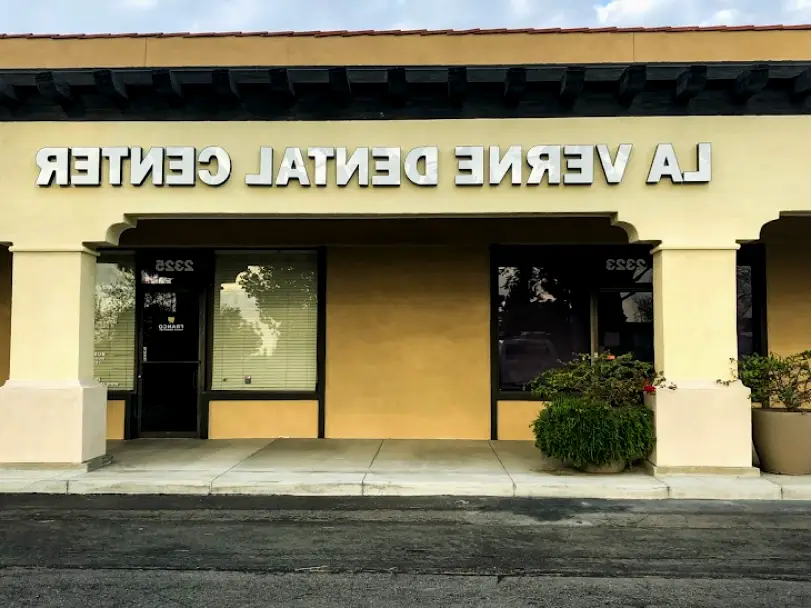 LA VERNE DENTAL CENTER
2325
2323
FRANCO